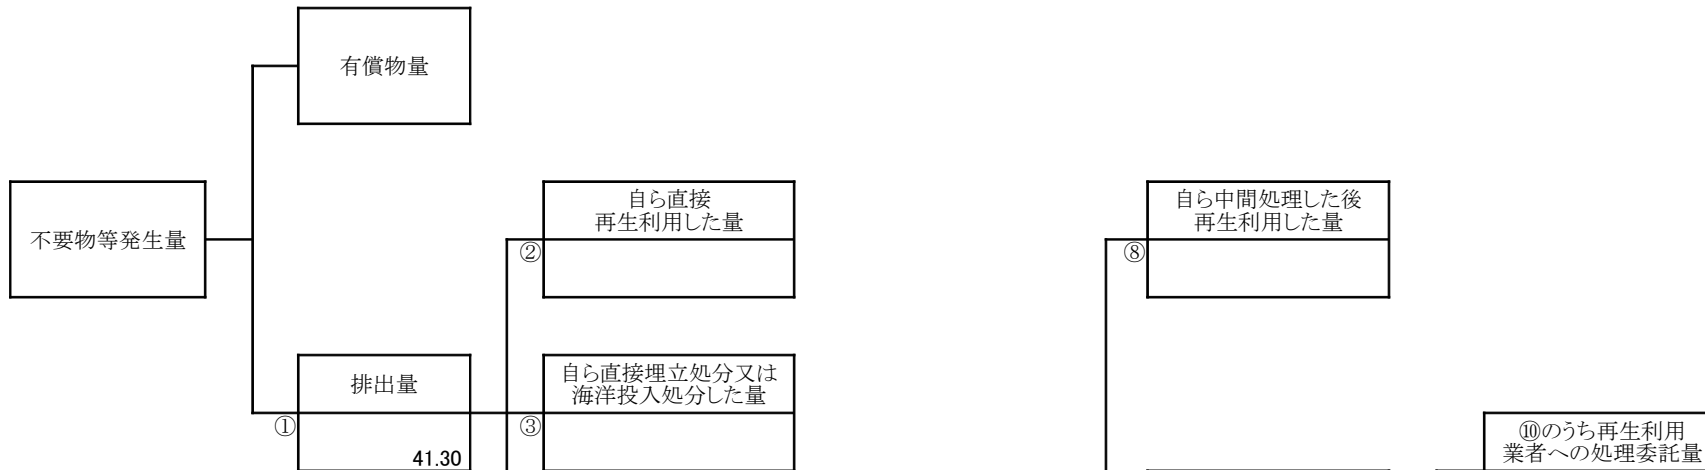 有償物量
不要物等発生量
自ら直接
再生利用した量
②
自ら中間処理した後
再生利用した量
⑧
排出量
①
41.30
自ら直接埋立処分又は
海洋投入処分した量
③
⑩のうち再生利用
業者への処理委託量